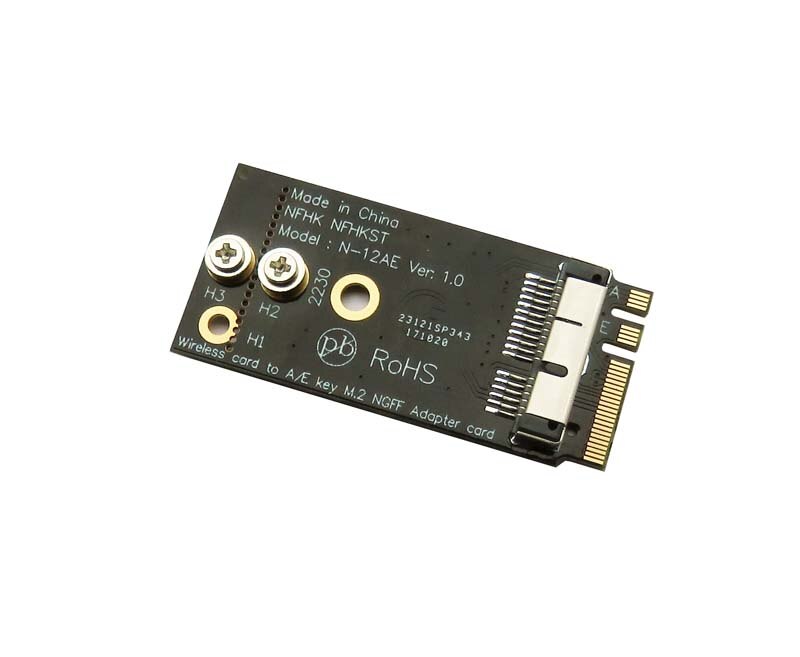 Made in China
NFHK NFHKST
Model : N-12AE Ver: 1.0
H3
H2
2230
H1
23121SP343
171020
pb
RoHS
Wireless card to A/E key M.2 NGFF Adapter card
A
E